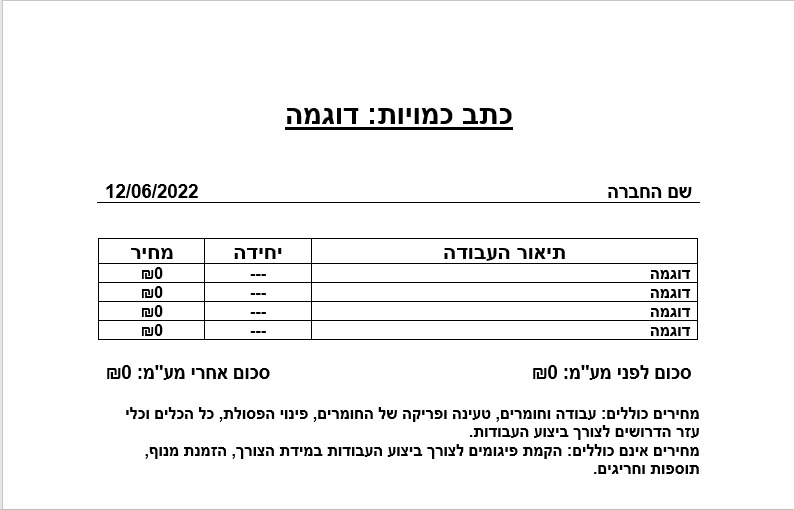 כתב כמויות: דוגמה
שם החברה 12/06/2022
תיאור העבודה יחידה מחיר
דוגמה --- ₪0
דוגמה --- ₪0
דוגמה --- ₪0
דוגמה --- ₪0
סכום לפני מע"מ: ₪0 סכום אחרי מע"מ: ₪0
מחירים כוללים: עבודה וחומרים, טעינה ופריקה של החומרים, פינוי הפסולת, כל הכלים וכלי
עזר הדרושים לצורך ביצוע העבודות.
מחירים אינם כוללים: הקמת פיגומים לצורך ביצוע העבודות במידת הצורך, הזמנת מנוף,
תוספות וחריגים.